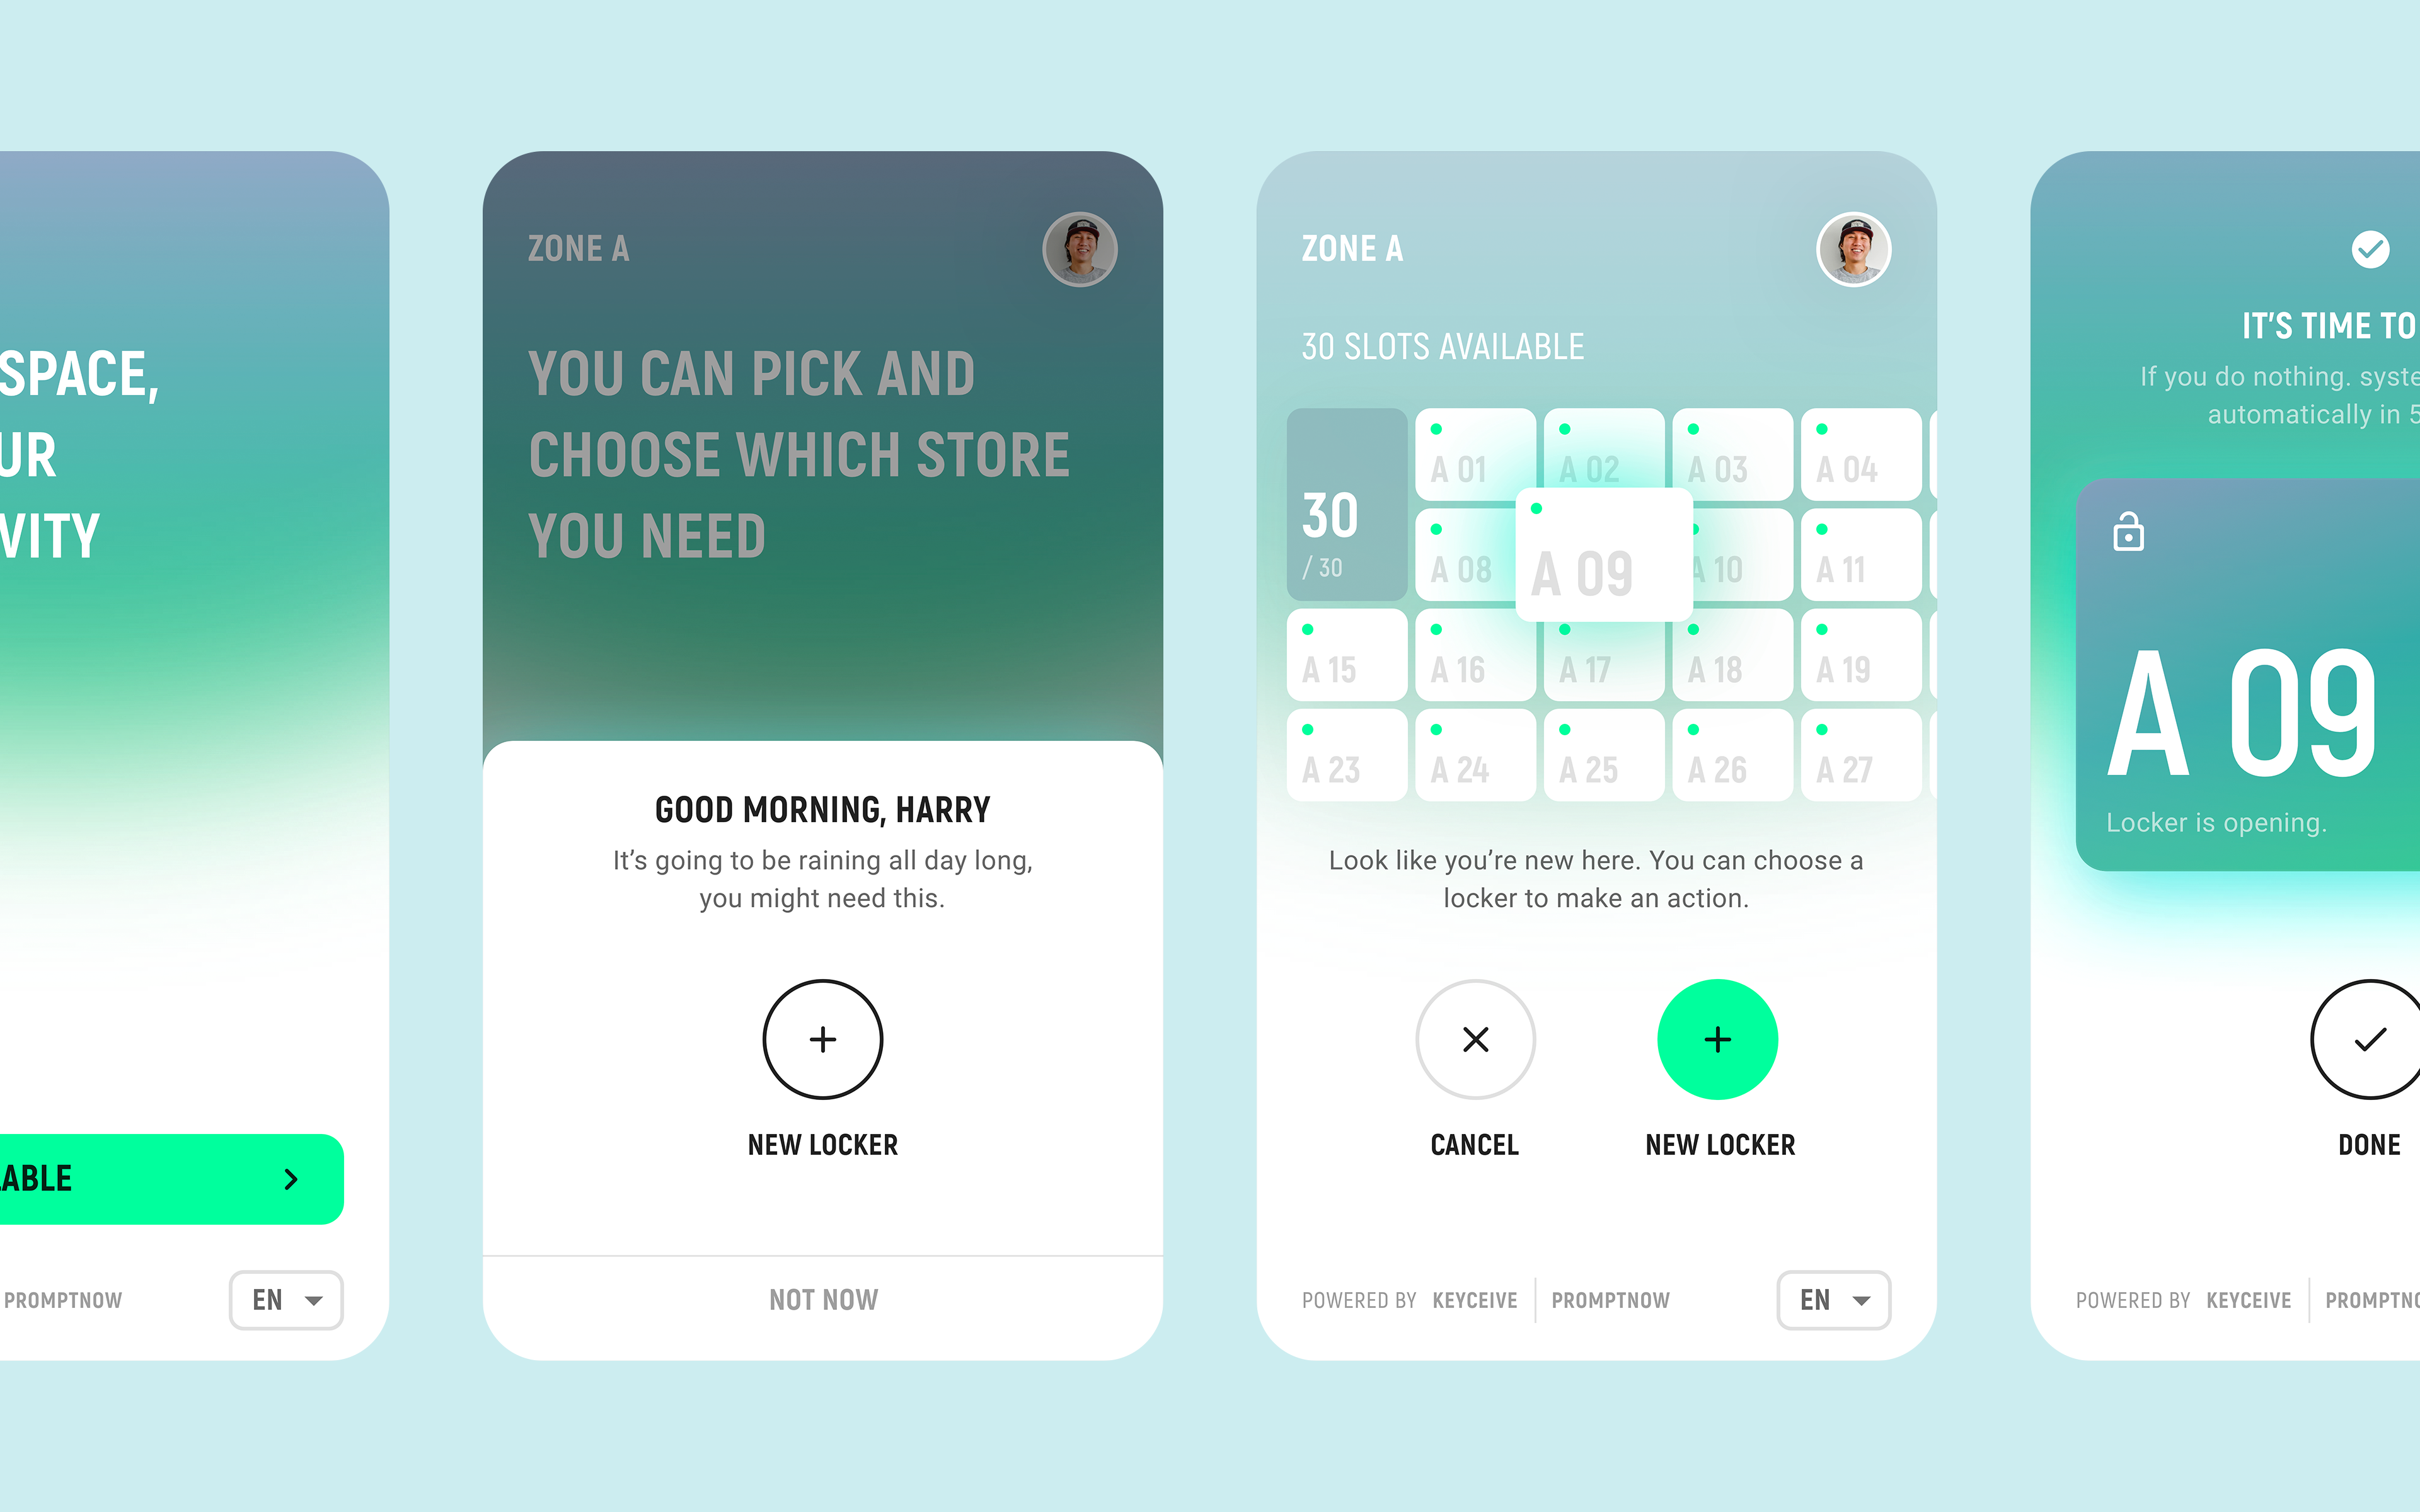 SPACE,
UR
VITY
ABLE
PROMPTNOW
EN
ZONE A
YOU CAN PICK AND
CHOOSE WHICH STORE
YOU NEED
GOOD MORNING, HARRY
It's going to be raining all day long,
you might need this.
NEW LOCKER
NOT NOW
ZONE A
30 SLOTS AVAILABLE
30
/ 30
A 01
A 02
A 03
A 04
A 08
A 09
A 10
A 11
A 15
A 16
A 17
A 18
A 19
A 23
A 24
A 25
A 26
A 27
Look like you're new here. You can choose a
locker to make an action.
CANCEL
NEW LOCKER
POWERED BY KEYCEIVE PROMPTNOW
EN
IT'S TIME TO
If you do nothing. syste
automatically in 5
A 09
Locker is opening.
DONE
POWERED BY KEYCEIVE PROMPTNO